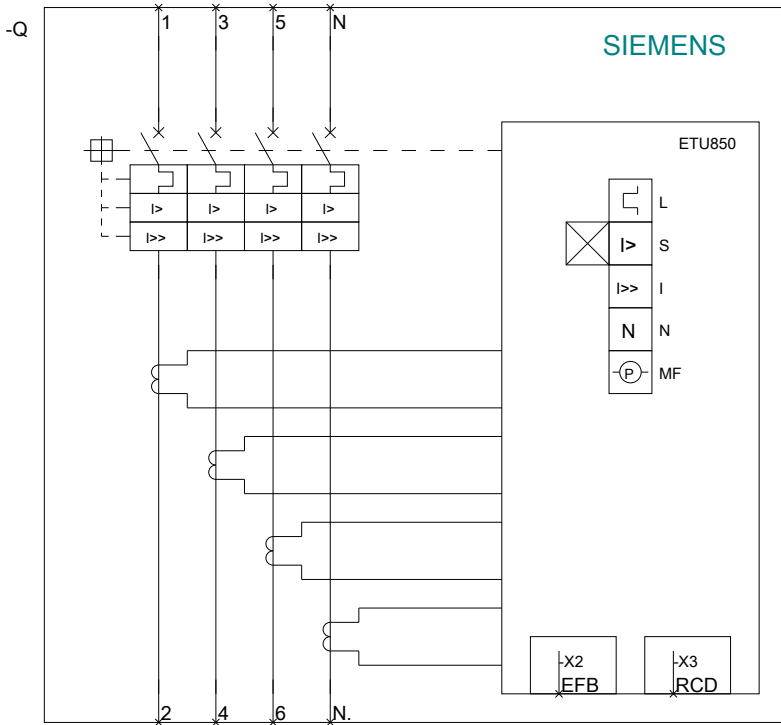 -Q
1 3 5 N
SIEMENS
ETU850
L
I> I> I> I>
I>> I>> I>> I>>
I> S
I>> I
N N
P MF
-X2
EFB
-X3
RCD
2 4 6 N.